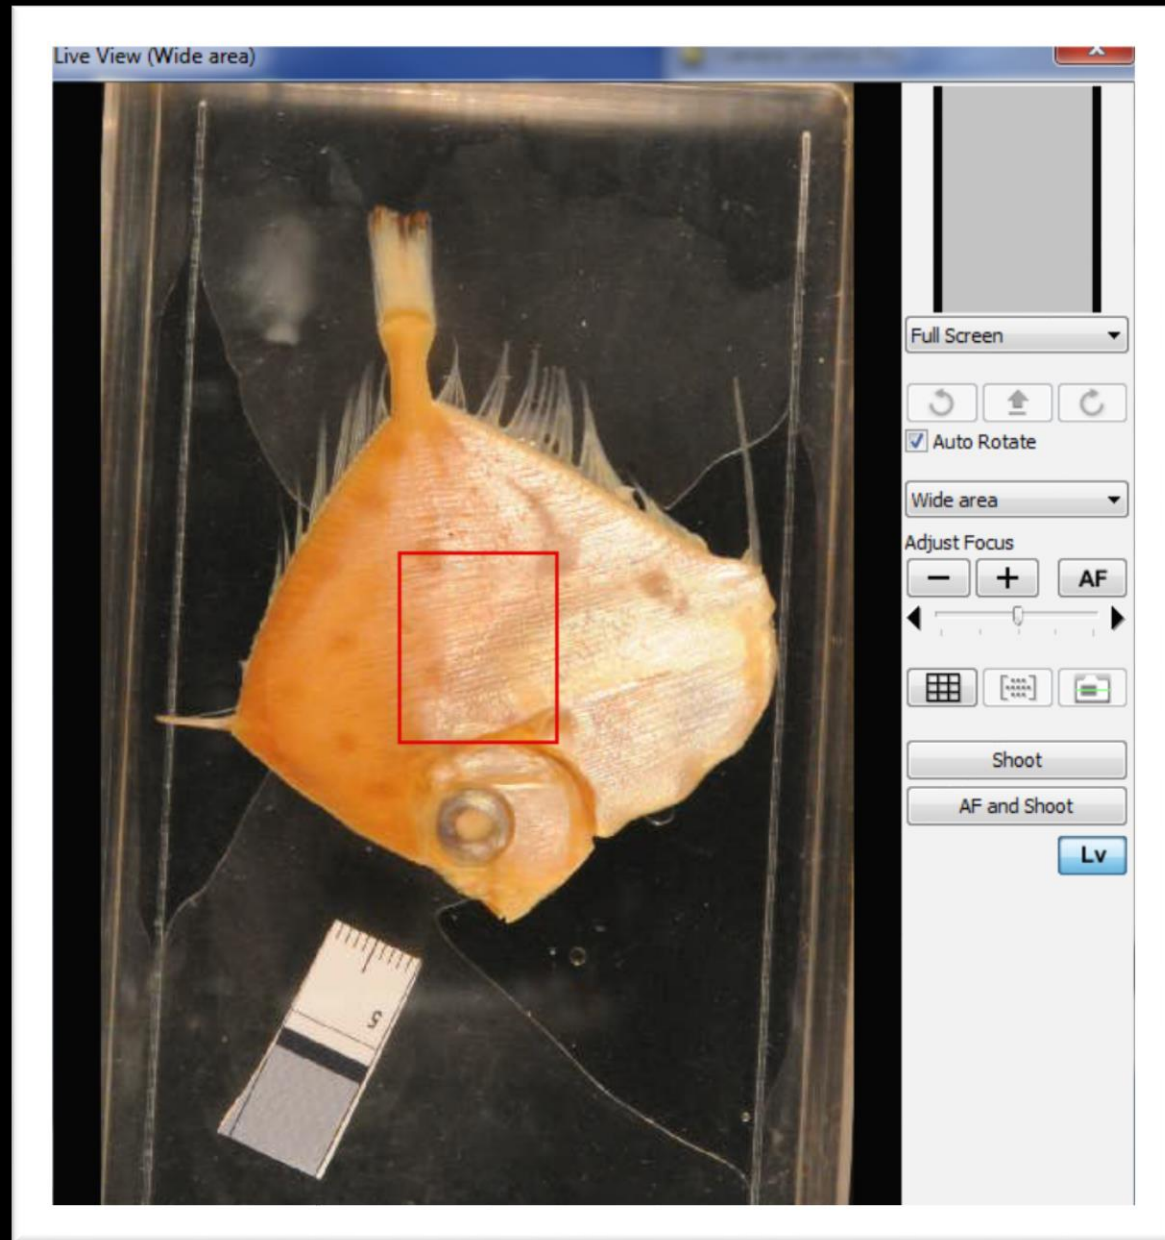 Live View (Wide area)
Full Screen
Auto Rotate
Wide area
Adjust Focus
AF
Shoot
AF and Shoot
Lv
5